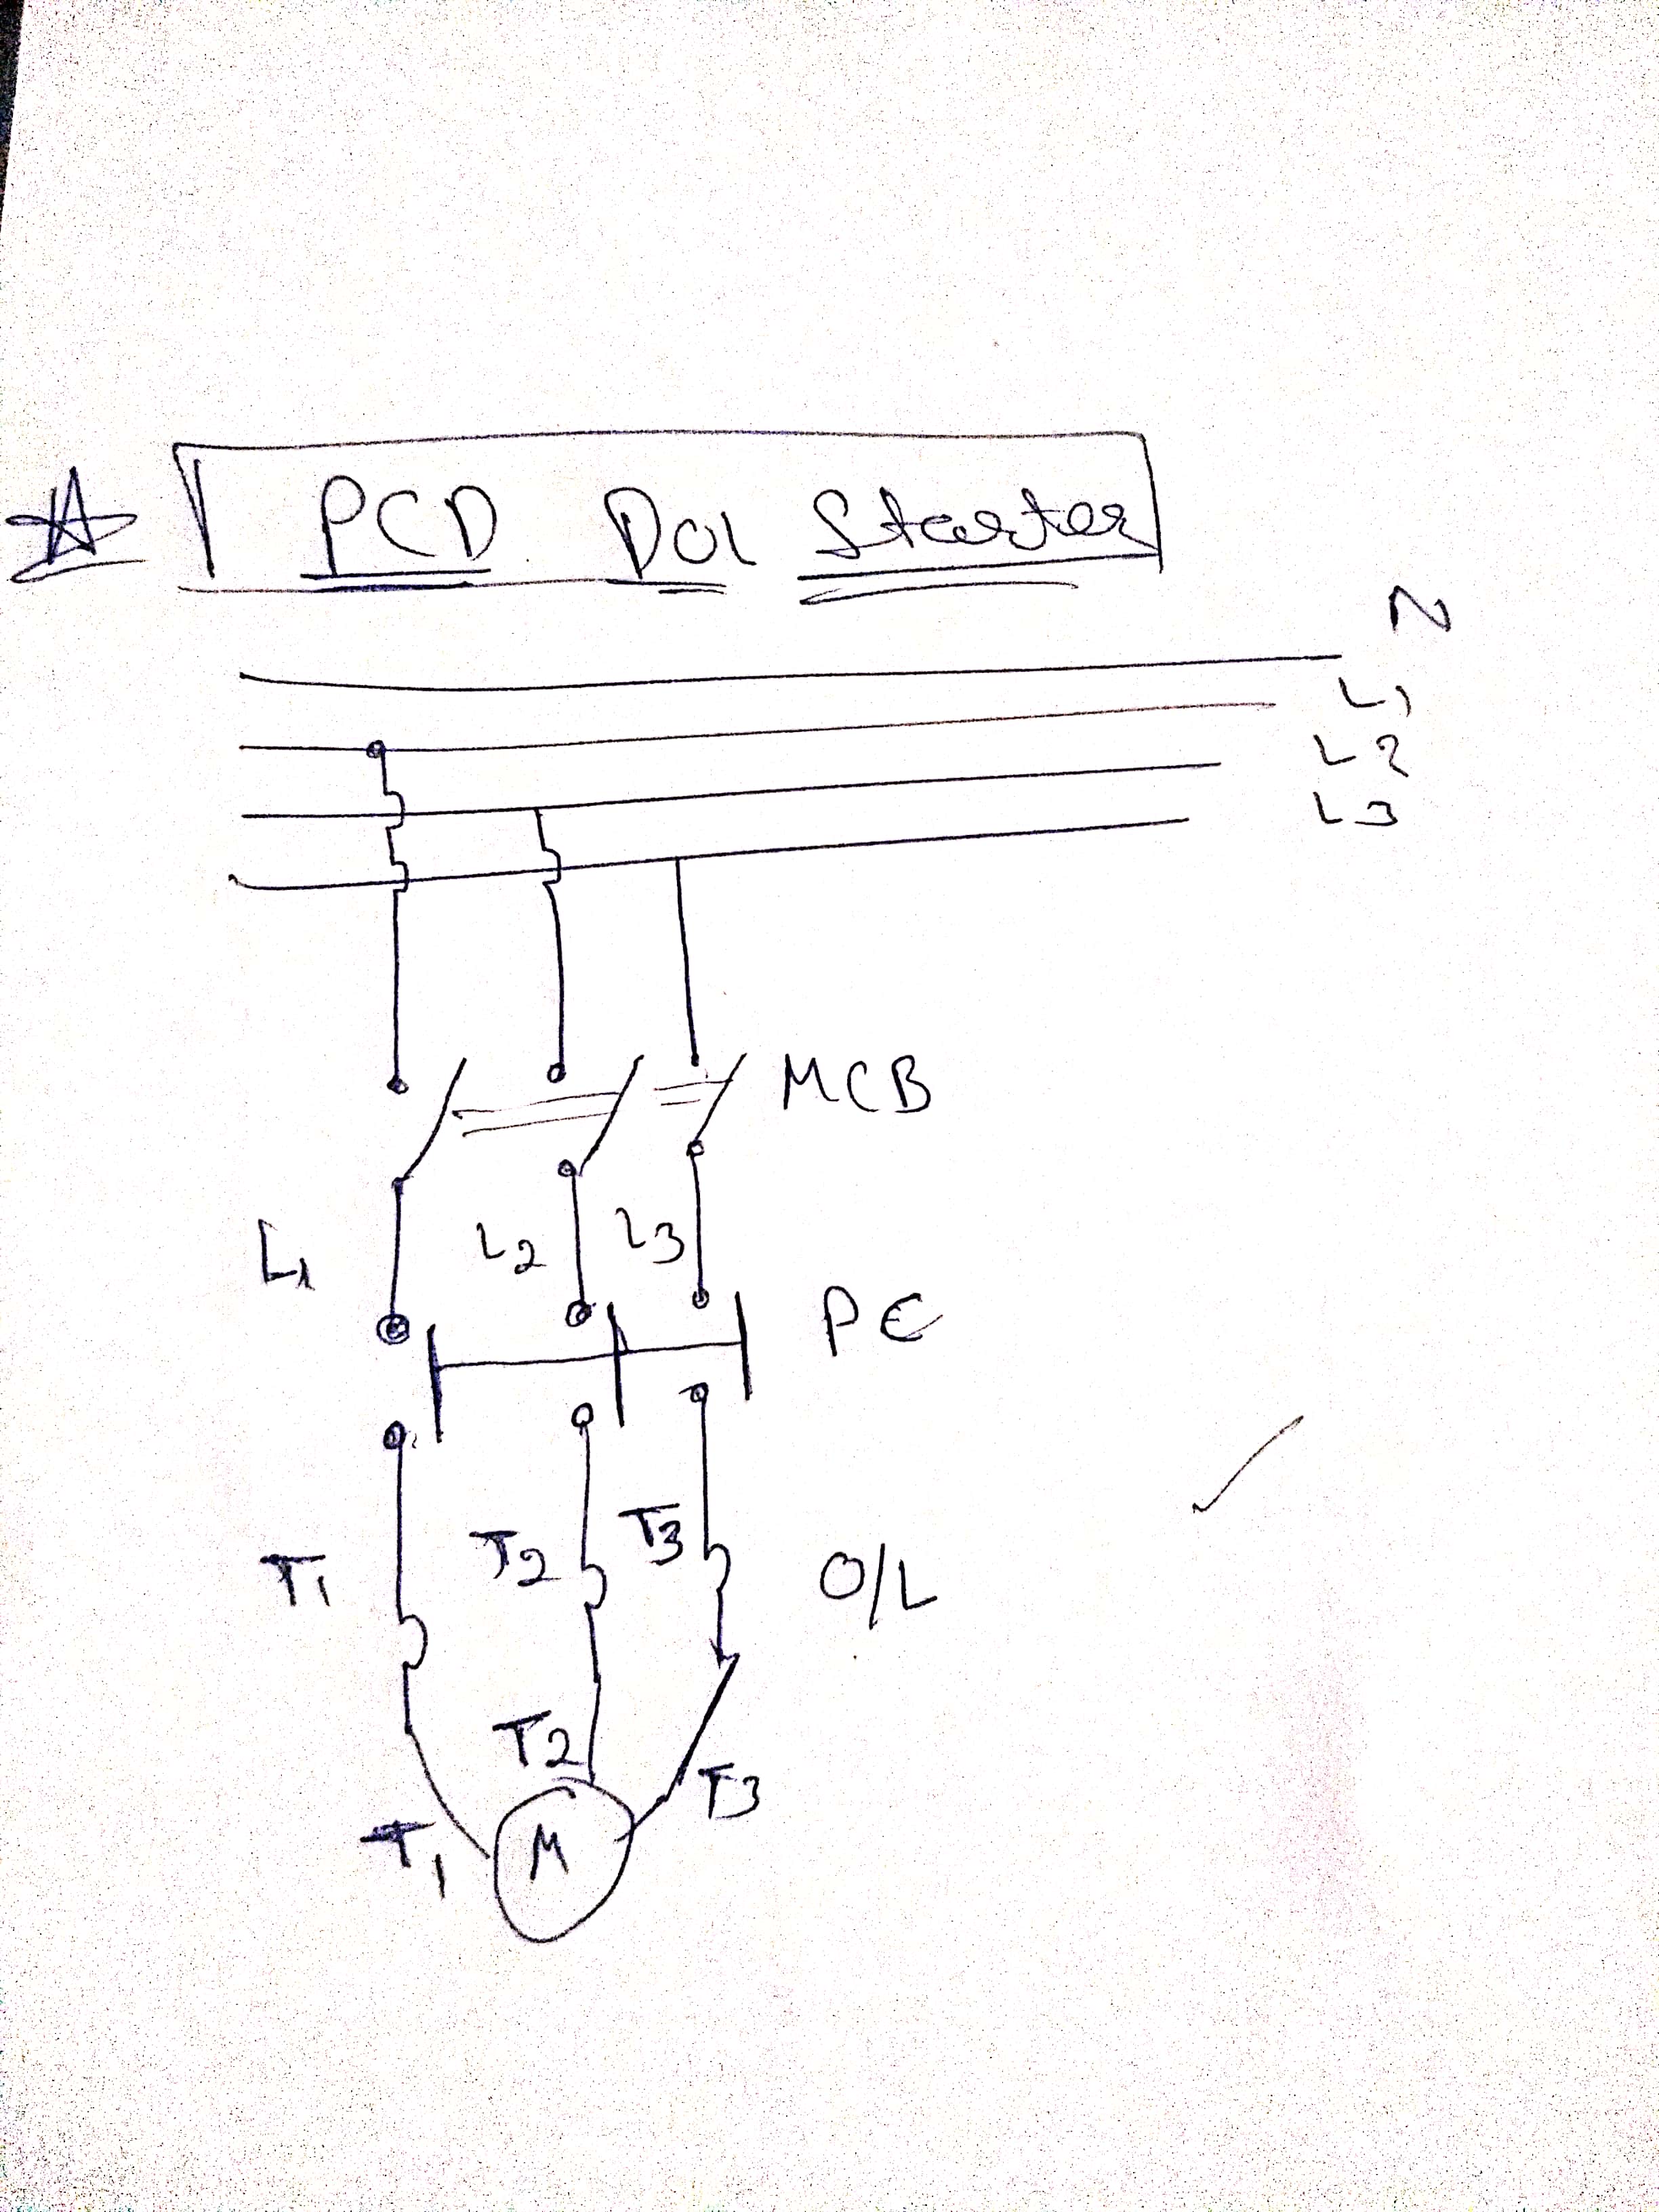 PCD DOL Starter
N
L1
L2
L3
MCB
L1 L2 L3
PC
T1 T2 T3
O/L
T2
T3
T1
M